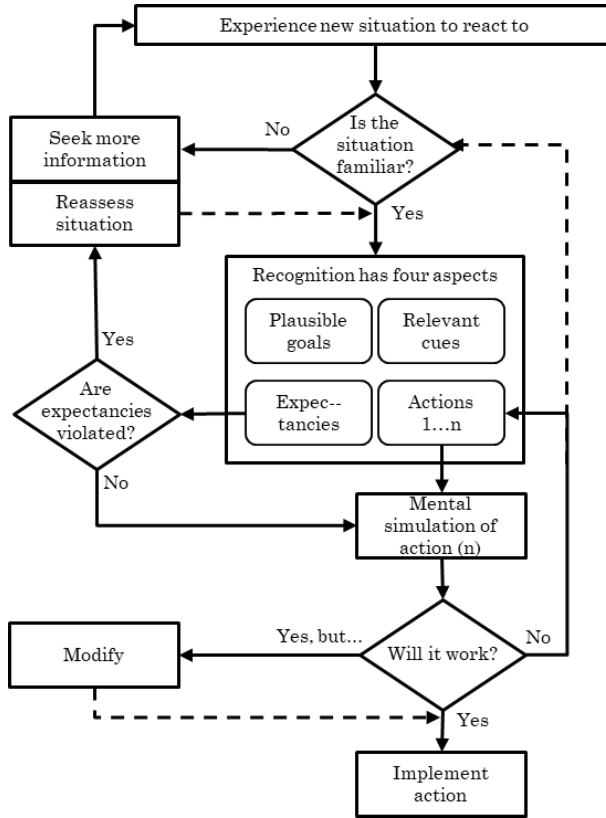 Experience new situation to react to
Is the
situation
familiar?
No
Yes
Seek more
information
Reassess
situation
Recognition has four aspects
Plausible
goals
Relevant
cues
Expec--
tancies
Actions
1...n
Are
expectancies
violated?
Yes
No
Mental
simulation of
action (n)
Will it work?
Yes, but...
No
Yes
Modify
Implement
action